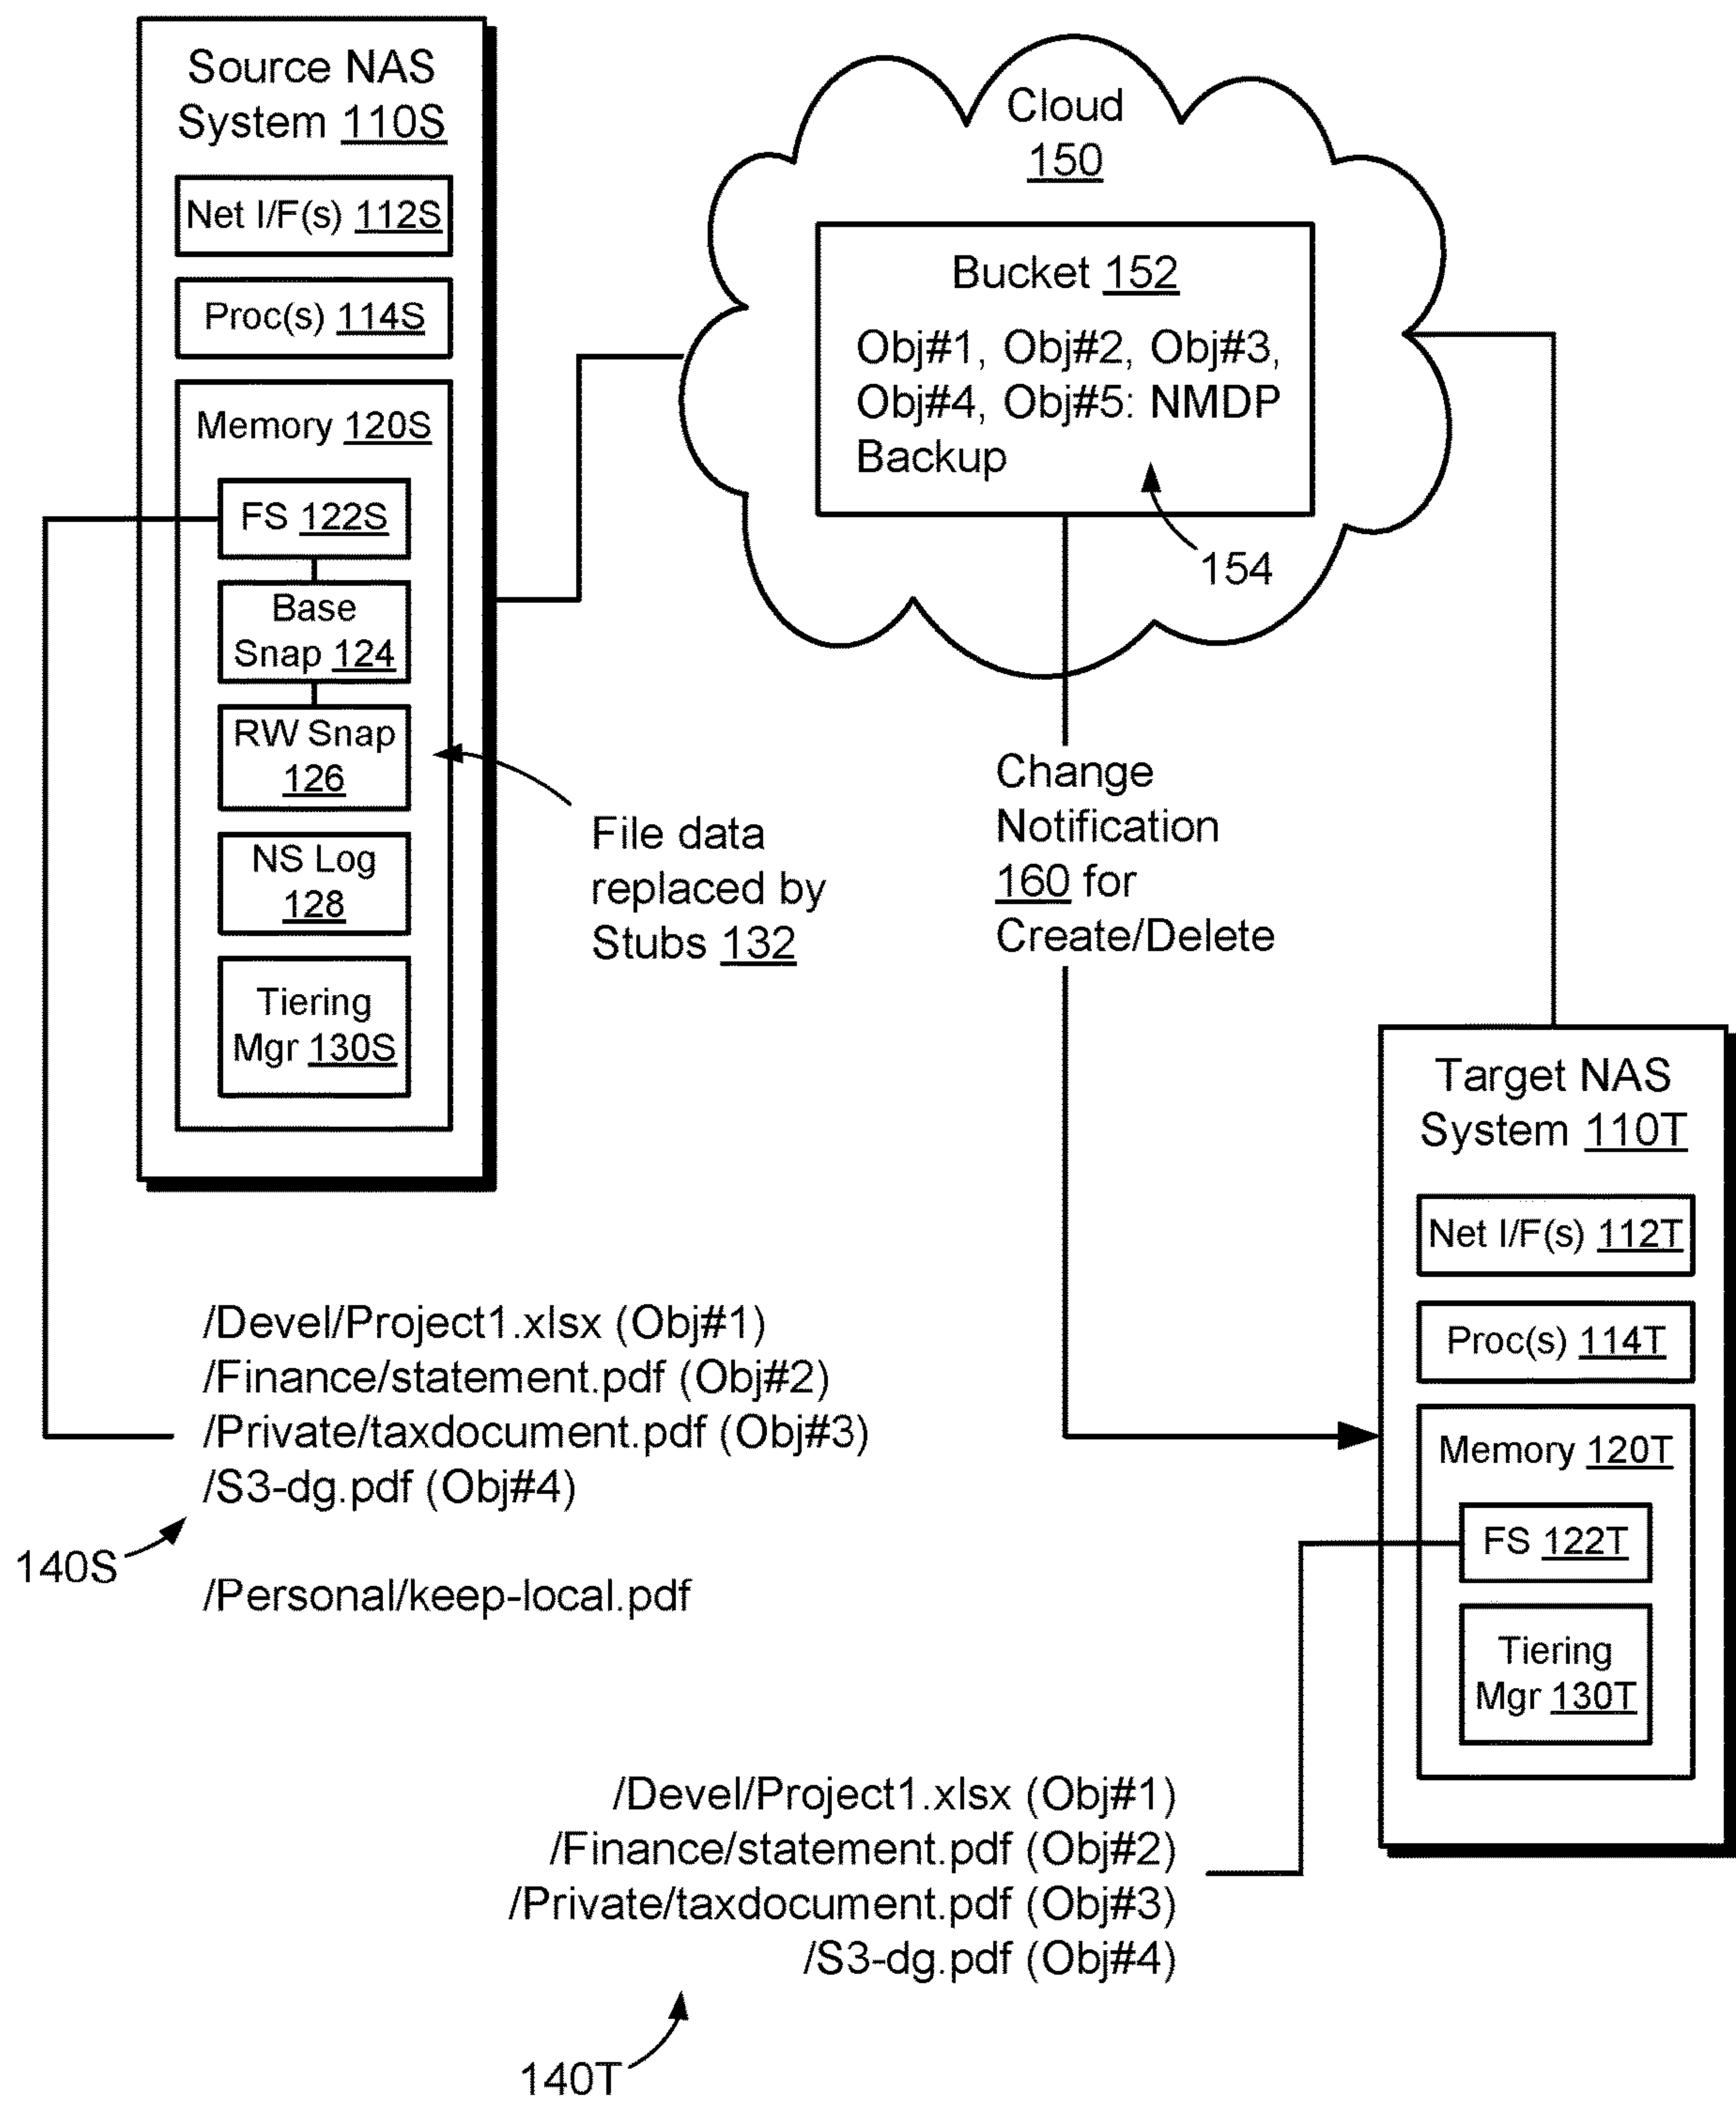 Source NAS
System 110S
Net I/F(s) 112S
Proc(s) 114S
Memory 120S
FS 122S
Base
Snap 124
RW Snap
126
NS Log
128
Tiering
Mgr 130S
File data
replaced by
Stubs 132
Cloud
150
Bucket 152
Obj#1, Obj#2, Obj#3,
Obj#4, Obj#5: NMDP
Backup
154
Change
Notification
160 for
Create/Delete
Target NAS
System 110T
Net I/F(s) 112T
Proc(s) 114T
Memory 120T
FS 122T
Tiering
Mgr 130T
/Devel/Project1.xlsx (Obj#1)
/Finance/statement.pdf (Obj#2)
/Private/taxdocument.pdf (Obj#3)
/S3-dg.pdf (Obj#4)
140S
/Personal/keep-local.pdf
/Devel/Project1.xlsx (Obj#1)
/Finance/statement.pdf (Obj#2)
/Private/taxdocument.pdf (Obj#3)
/S3-dg.pdf (Obj#4)
140T